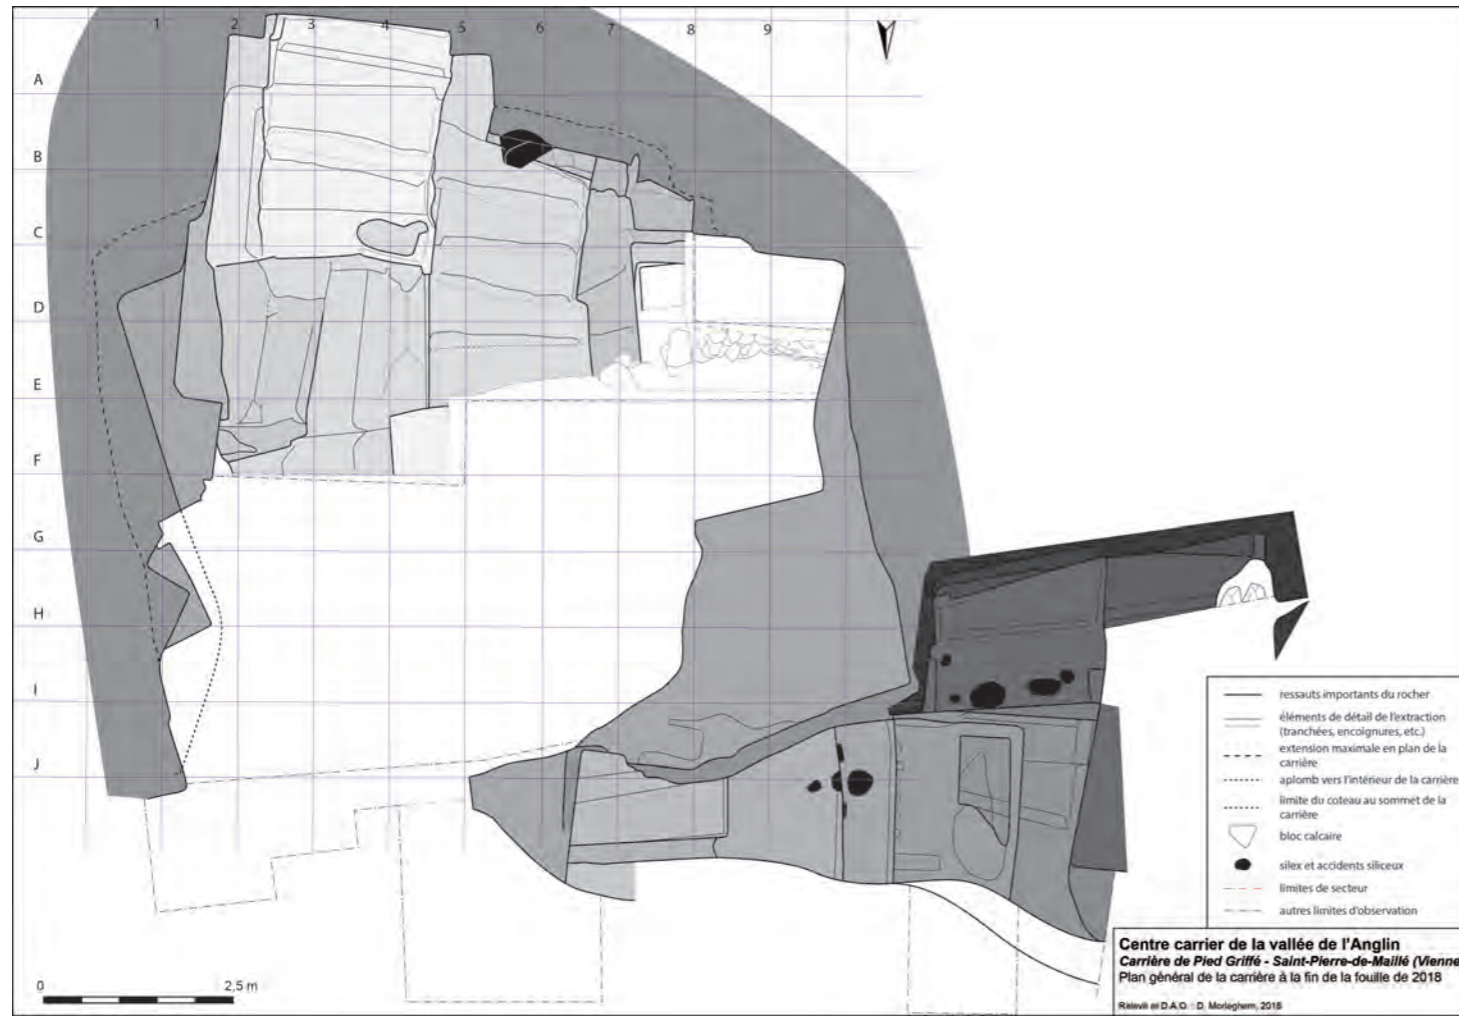 1 2 3 4 5 6 7 8 9
A
B
C
D
E
F
G
H
I
J
ressauts importants du rocher
éléments de détail de l'extraction
(tranchées, encoignures, etc.)
extension maximale en plan de la
carrière
aplomb vers l'intérieur de la carrière
limite du coteau au sommet de la
carrière
bloc calcaire
silex et accidents siliceux
limites de secteur
autres limites d'observation
0 2,5 m
Centre carrier de la vallée de l'Anglin
Carrière de Pied Griffé - Saint-Pierre-de-Maillé (Vienne
Plan général de la carrière à la fin de la fouille de 2018
Relevé et D.A.O. : D. Morleghem, 2018